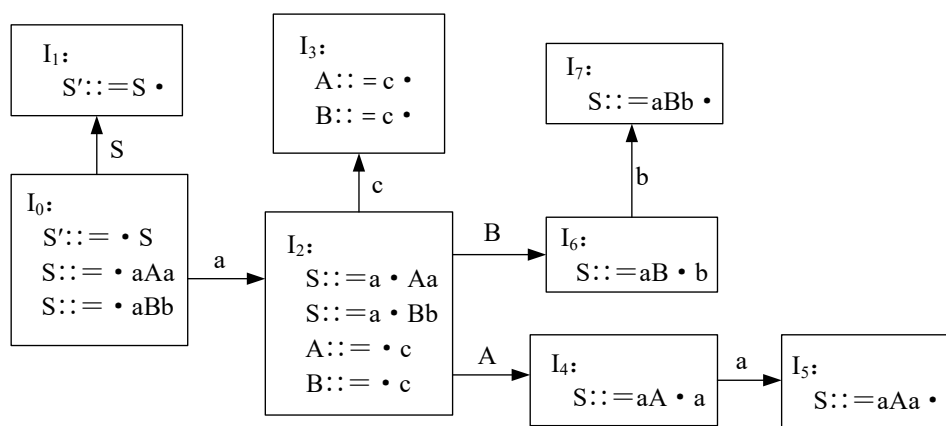 I₁:
S′::=S •
S
I₀:
S′::= • S
S::= • aAa
S::= • aBb
a
I₃:
A::= c •
B::= c •
c
I₂:
S::=a • Aa
S::=a • Bb
A::= • c
B::= • c
B
I₇:
S::=aBb •
b
I₆:
S::=aB • b
A
I₄:
S::=aA • a
a
I₅:
S::=aAa •